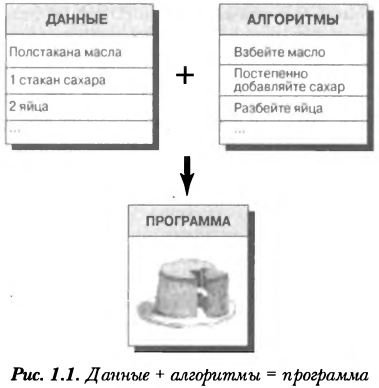 ДАННЫЕ
Полстакана масла
1 стакан сахара
2 яйца
...
+
АЛГОРИТМЫ
Взбейте масло
Постепенно
добавляйте сахар
Разбейте яйца
...
ПРОГРАММА
Рис. 1.1. Данные + алгоритмы = программа